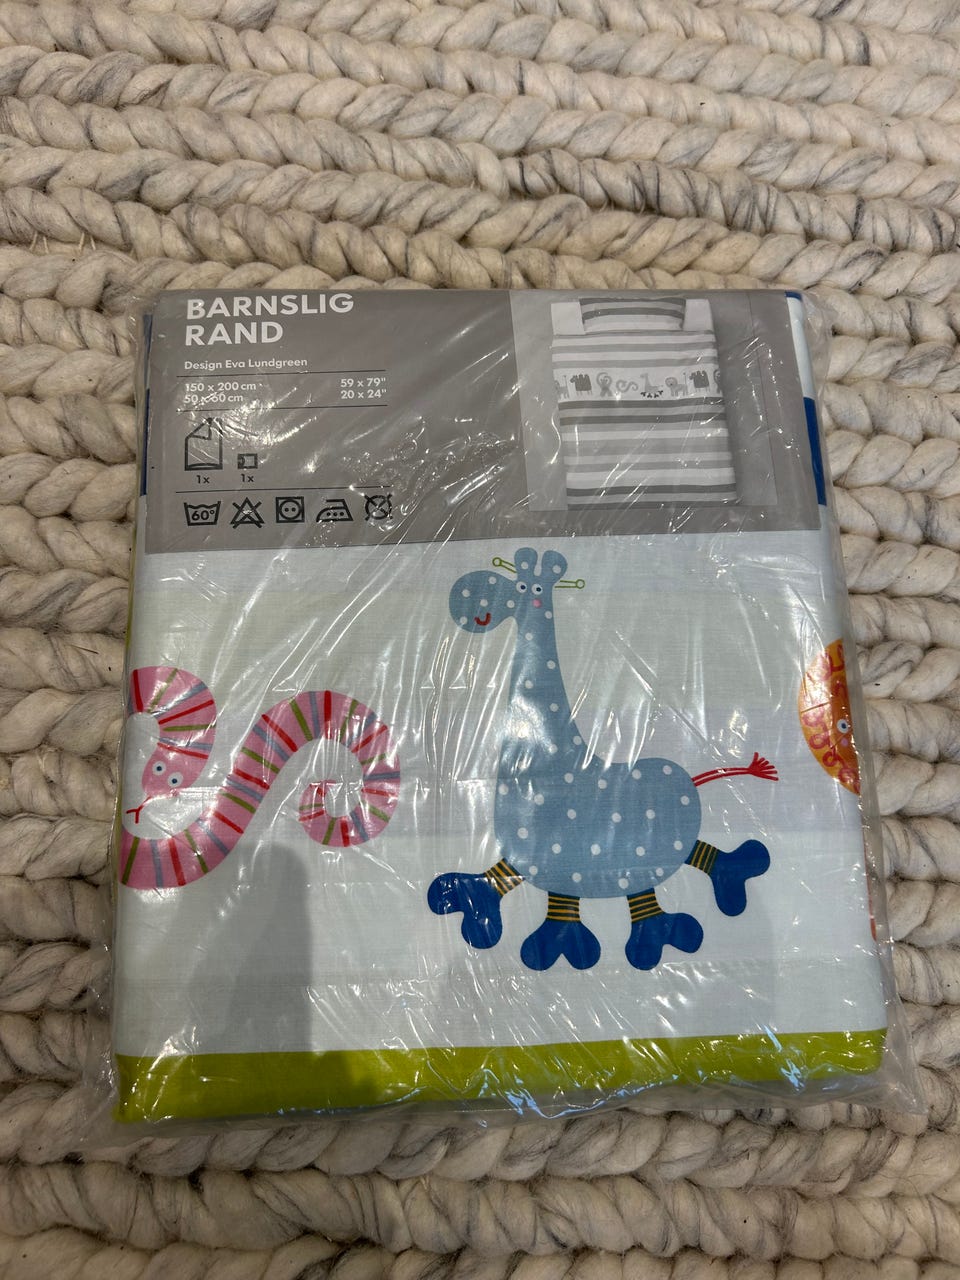 BARNSLIG
RAND
Design Eva Lundgreen
150 x 200 cm 59 x 79"
50 x 60 cm 20 x 24"
1x 1x
60°